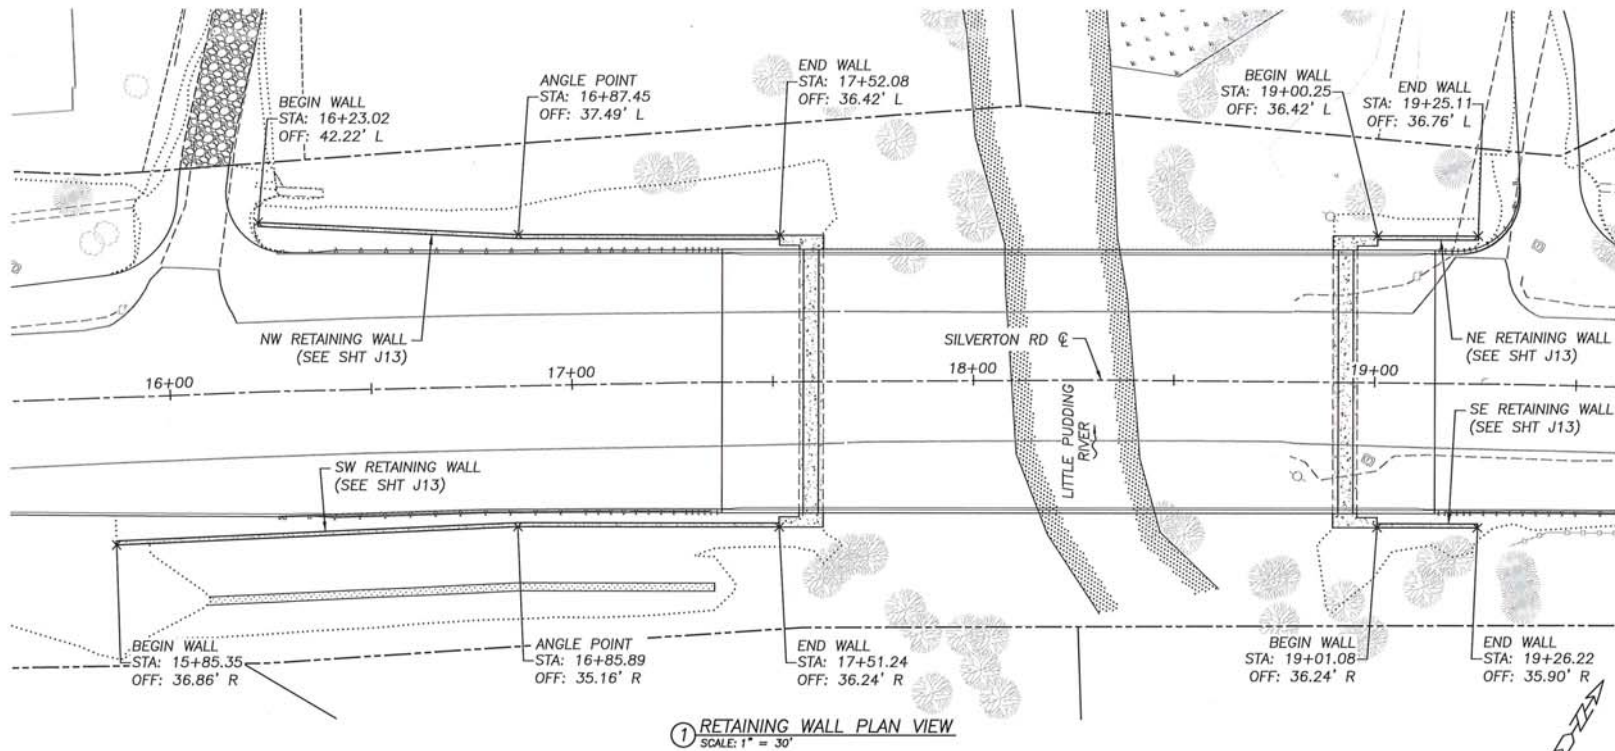 BEGIN WALL
STA: 16+23.02
OFF: 42.22' L
ANGLE POINT
STA: 16+87.45
OFF: 37.49' L
END WALL
STA: 17+52.08
OFF: 36.42' L
BEGIN WALL
STA: 19+00.25
OFF: 36.42' L
END WALL
STA: 19+25.11
OFF: 36.76' L
NW RETAINING WALL
(SEE SHT J13)
SILVERTON RD ℄
NE RETAINING WALL
(SEE SHT J13)
16+00
17+00
18+00
19+00
LITTLE PUDDING
RIVER
SE RETAINING WALL
(SEE SHT J13)
SW RETAINING WALL
(SEE SHT J13)
BEGIN WALL
STA: 15+85.35
OFF: 36.86' R
ANGLE POINT
STA: 16+85.89
OFF: 35.16' R
END WALL
STA: 17+51.24
OFF: 36.24' R
BEGIN WALL
STA: 19+01.08
OFF: 36.24' R
END WALL
STA: 19+26.22
OFF: 35.90' R
1 RETAINING WALL PLAN VIEW
SCALE: 1" = 30'